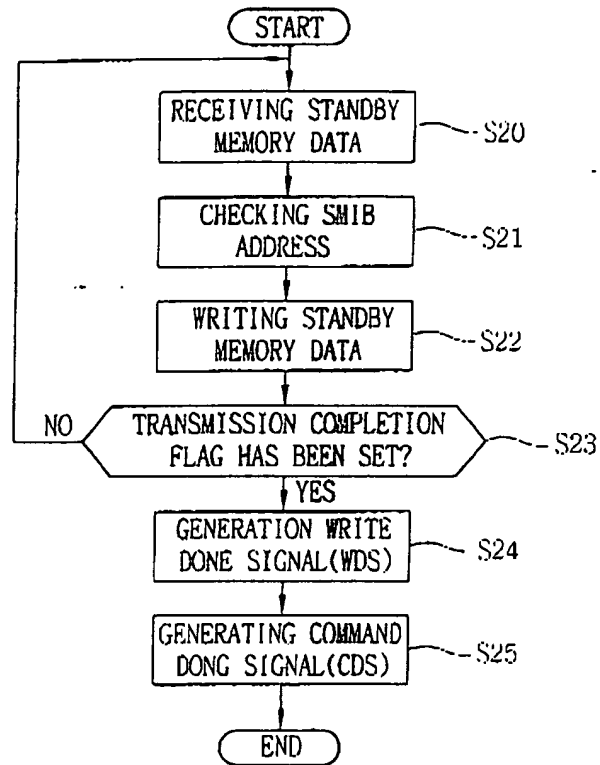 START
RECEIVING STANDBY
MEMORY DATA
S20
CHECKING SMIB
ADDRESS
S21
WRITING STANDBY
MEMORY DATA
S22
NO
TRANSMISSION COMPLETION
FLAG HAS BEEN SET?
S23
YES
GENERATION WRITE
DONE SIGNAL(WDS)
S24
GENERATING COMMAND
DONG SIGNAL(CDS)
S25
END